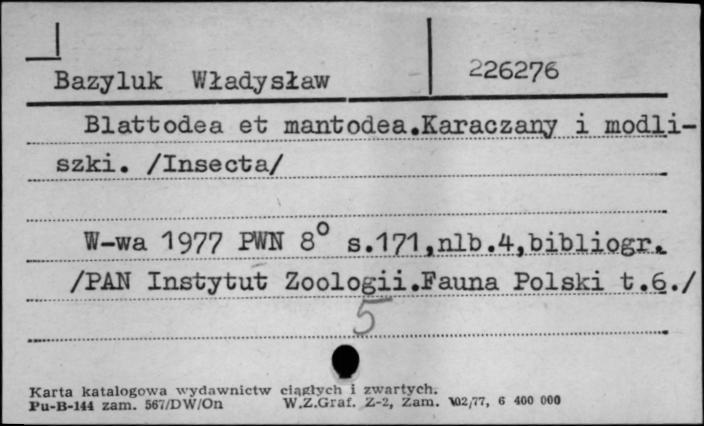 Bazyluk Władysław 226276
Blattodea et mantodea.Karaczany i modli-
szki. /Insecta/
W-wa 1977 PWN 8° s.171,nlb.4,bibliogr.
/PAN Instytut Zoologii.Fauna Polski t.6./
5
Karta katalogowa wydawnictw ciągłych i zwartych.
Pu-B-144 zam. 567/DW/On W.Z.Graf. Z-2, Zam. 102/77, 6 400 000